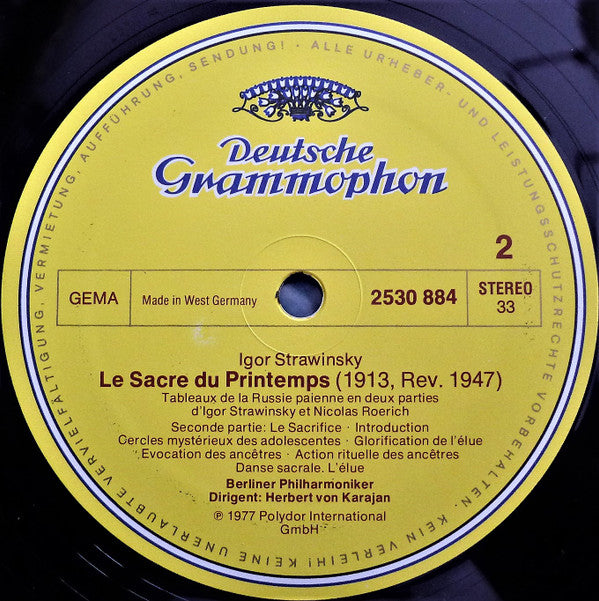 Deutsche
Grammophon
2
GEMA
Made in West Germany
2530 884
STEREO
33
Igor Strawinsky
Le Sacre du Printemps (1913, Rev. 1947)
Tableaux de la Russie païenne en deux parties
d'Igor Strawinsky et Nicolas Roerich
Seconde partie: Le Sacrifice · Introduction
Cercles mystérieux des adolescentes · Glorification de l'élue
Evocation des ancêtres · Action rituelle des ancêtres
Danse sacrale. L'élue
Berliner Philharmoniker
Dirigent: Herbert von Karajan
℗ 1977 Polydor International
GmbH
ALLE URHEBER- UND LEISTUNGSSCHUTZRECHTE VORBEHALTEN. KEIN VERLEIH! KEINE UNERLAUBTE VERVIELFÄLTIGUNG, VERMIETUNG, AUFFÜHRUNG, SENDUNG! ·